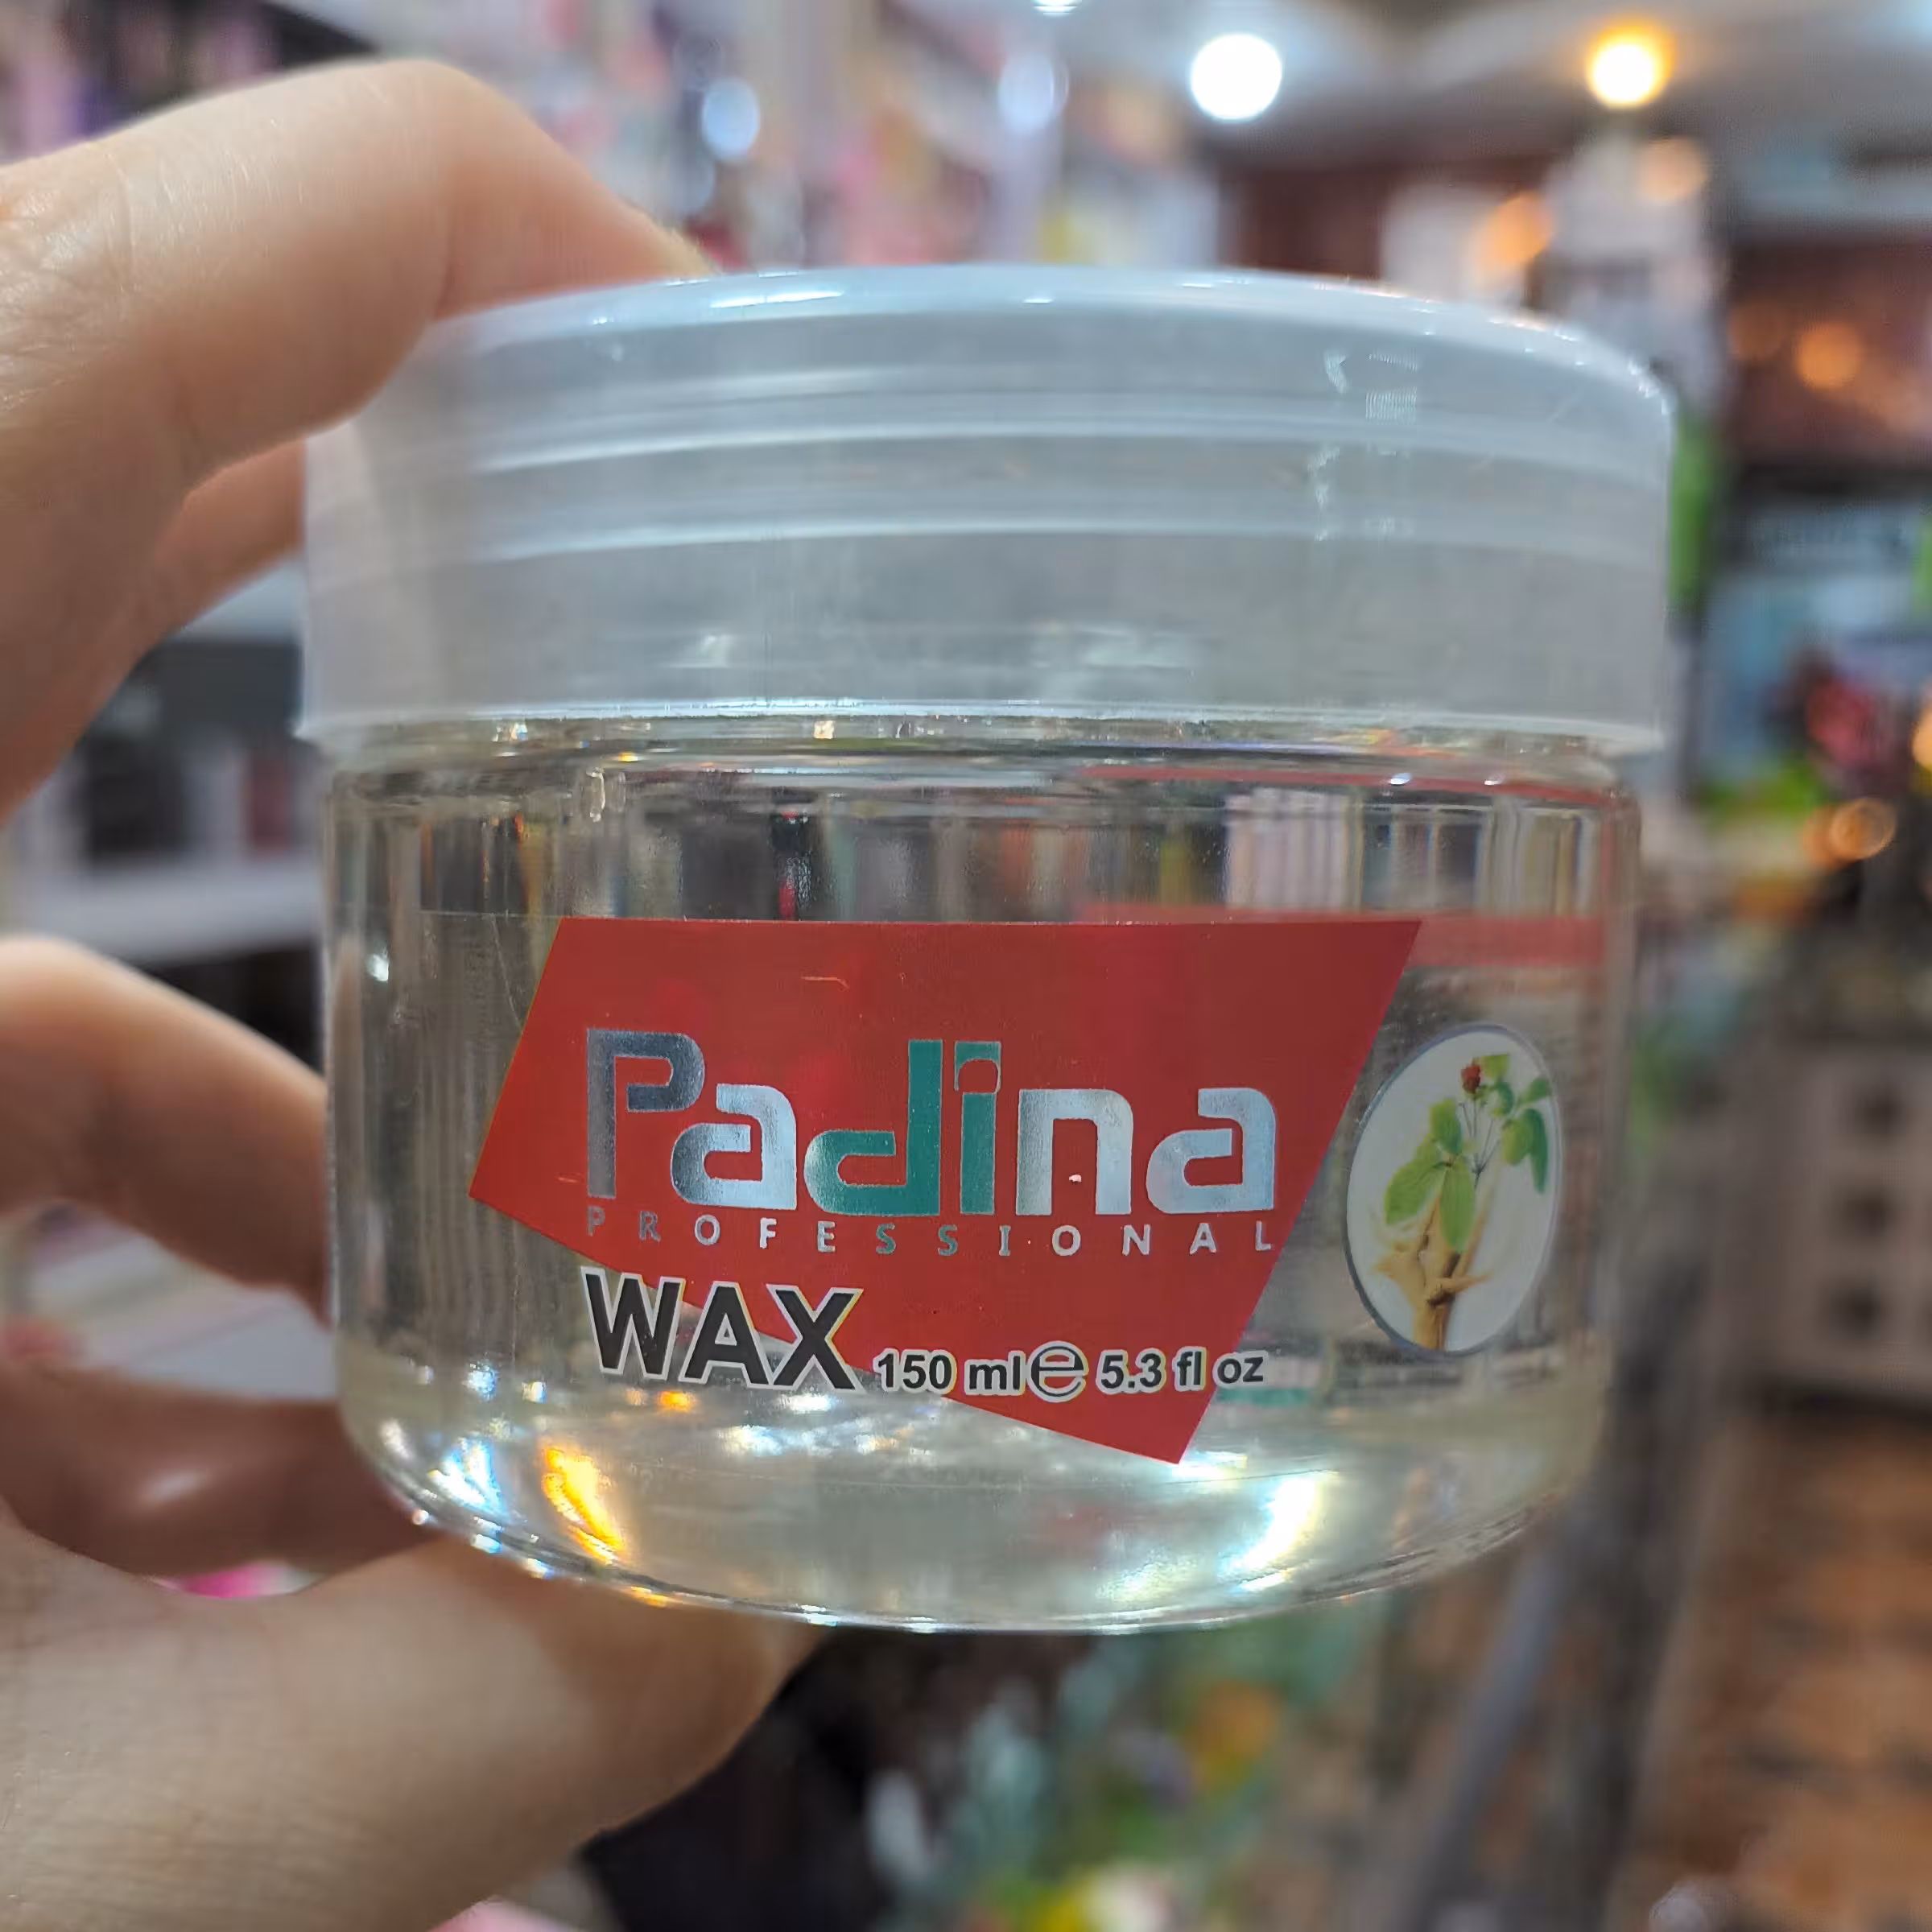 Padina
PROFESSIONAL
WAX 150 ml e 5.3 fl oz